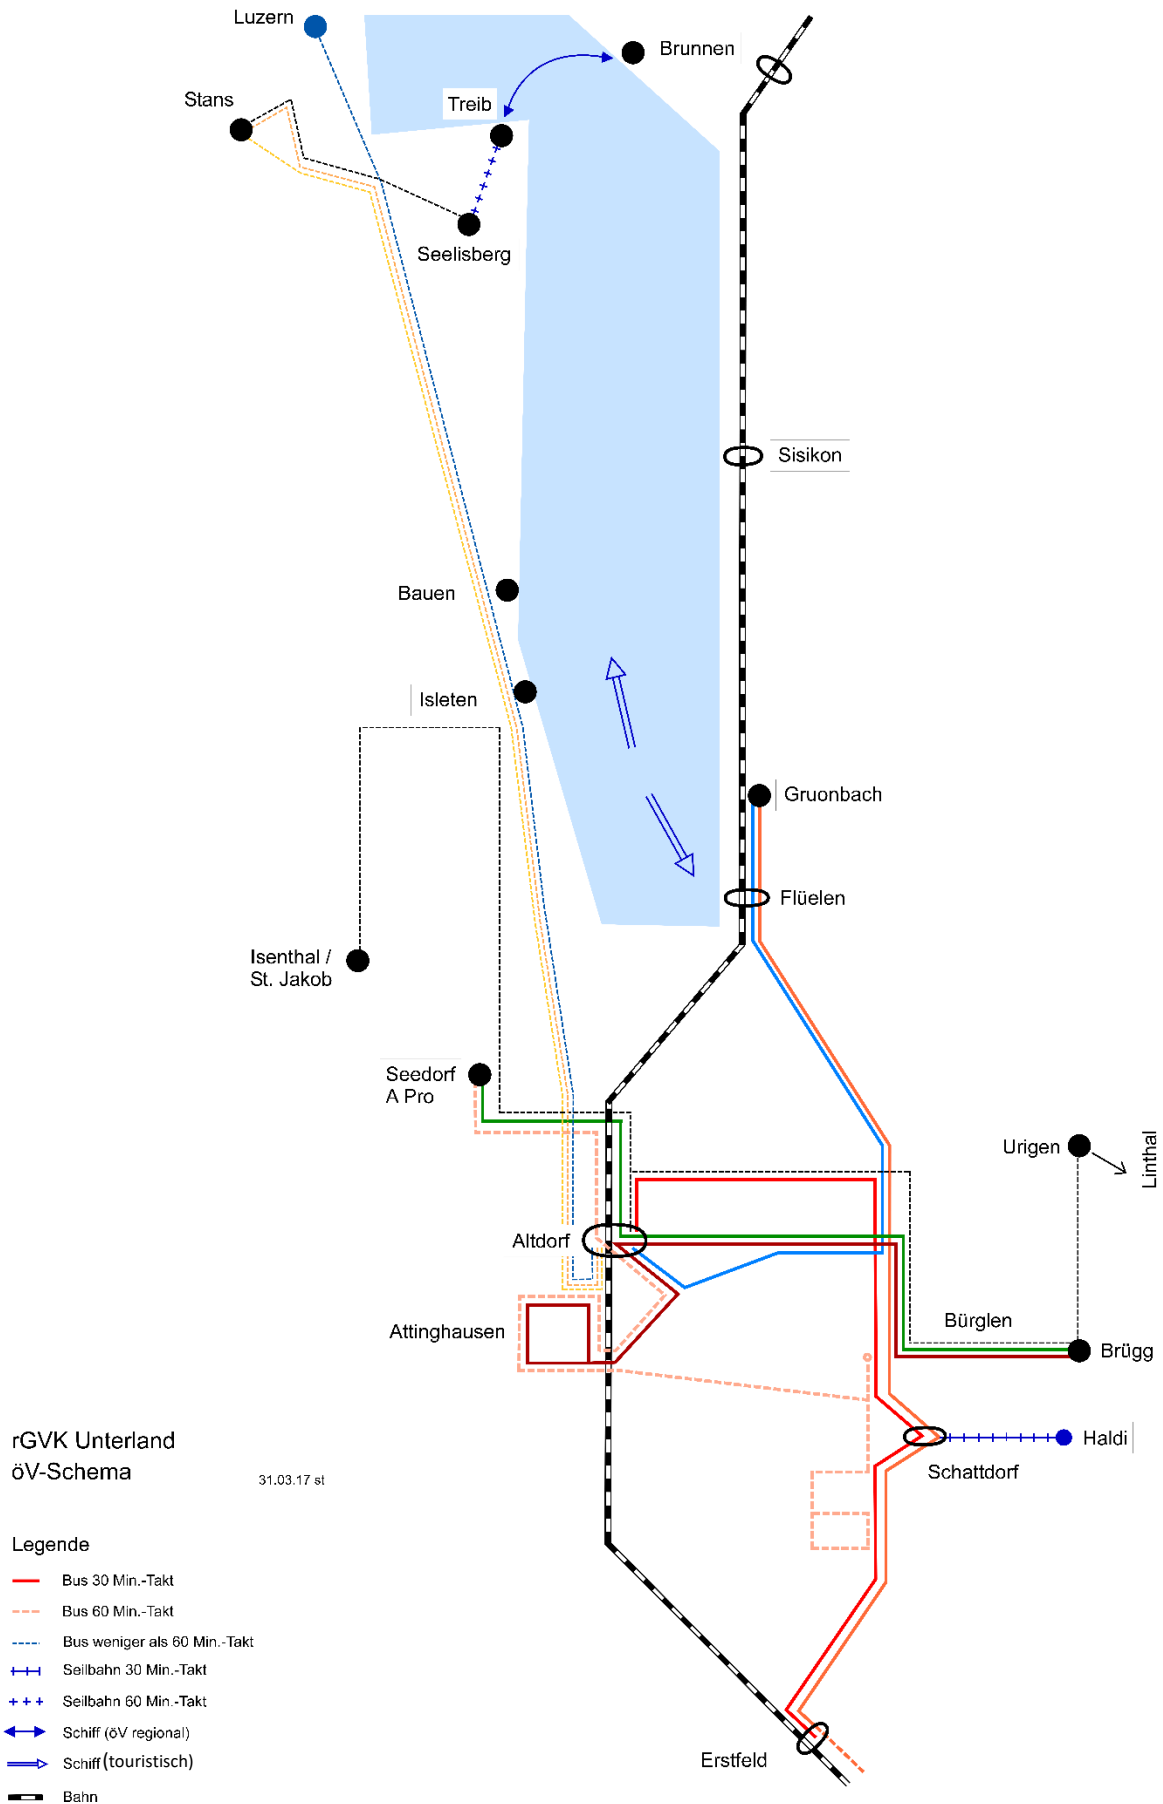 Luzern
Brunnen
Stans
Treib
Seelisberg
Sisikon
Bauen
Isleten
Gruonbach
Flüelen
Isenthal /
St. Jakob
Seedorf
A Pro
Urigen
Linthal
Altdorf
Attinghausen
Bürglen
Brügg
rGVK Unterland
öV-Schema
31.03.17 st
Haldi
Schattdorf
Legende
Bus 30 Min.-Takt
Bus 60 Min.-Takt
Bus weniger als 60 Min.-Takt
Seilbahn 30 Min.-Takt
Seilbahn 60 Min.-Takt
Schiff (öV regional)
Schiff (touristisch)
Bahn
Erstfeld